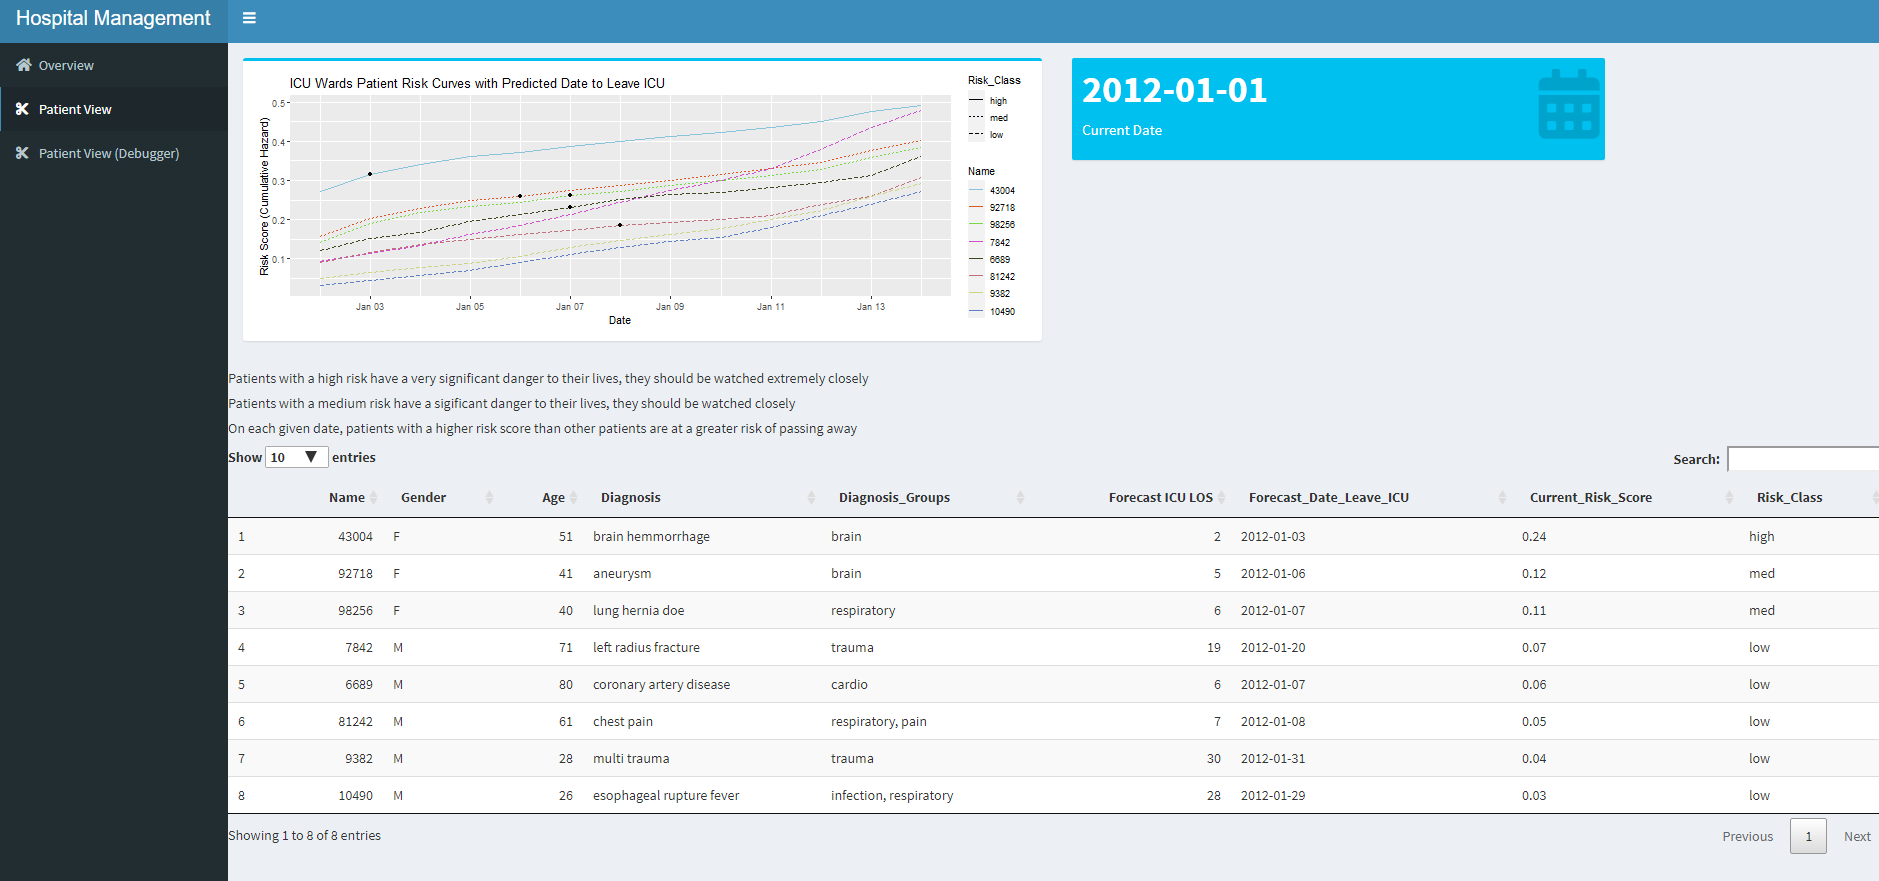 Hospital Management
Overview
Patient View
Patient View (Debugger)
ICU Wards Patient Risk Curves with Predicted Date to Leave ICU
Risk Score (Cumulative Hazard)
0.5
0.4
0.3
0.2
0.1
Jan 03 Jan 05 Jan 07 Jan 09 Jan 11 Jan 13
Date
Risk_Class
high
med
low
Name
43004
92718
98256
7842
6689
81242
9382
10490
2012-01-01
Current Date
Patients with a high risk have a very significant danger to their lives, they should be watched extremely closely
Patients with a medium risk have a sigificant danger to their lives, they should be watched closely
On each given date, patients with a higher risk score than other patients are at a greater risk of passing away
Show 10 entries
Search:
Name Gender Age Diagnosis Diagnosis_Groups Forecast ICU LOS Forecast_Date_Leave_ICU Current_Risk_Score Risk_Class
1 43004 F 51 brain hemmorrhage brain 2 2012-01-03 0.24 high
2 92718 F 41 aneurysm brain 5 2012-01-06 0.12 med
3 98256 F 40 lung hernia doe respiratory 6 2012-01-07 0.11 med
4 7842 M 71 left radius fracture trauma 19 2012-01-20 0.07 low
5 6689 M 80 coronary artery disease cardio 6 2012-01-07 0.06 low
6 81242 M 61 chest pain respiratory, pain 7 2012-01-08 0.05 low
7 9382 M 28 multi trauma trauma 30 2012-01-31 0.04 low
8 10490 M 26 esophageal rupture fever infection, respiratory 28 2012-01-29 0.03 low
Showing 1 to 8 of 8 entries
Previous 1 Next